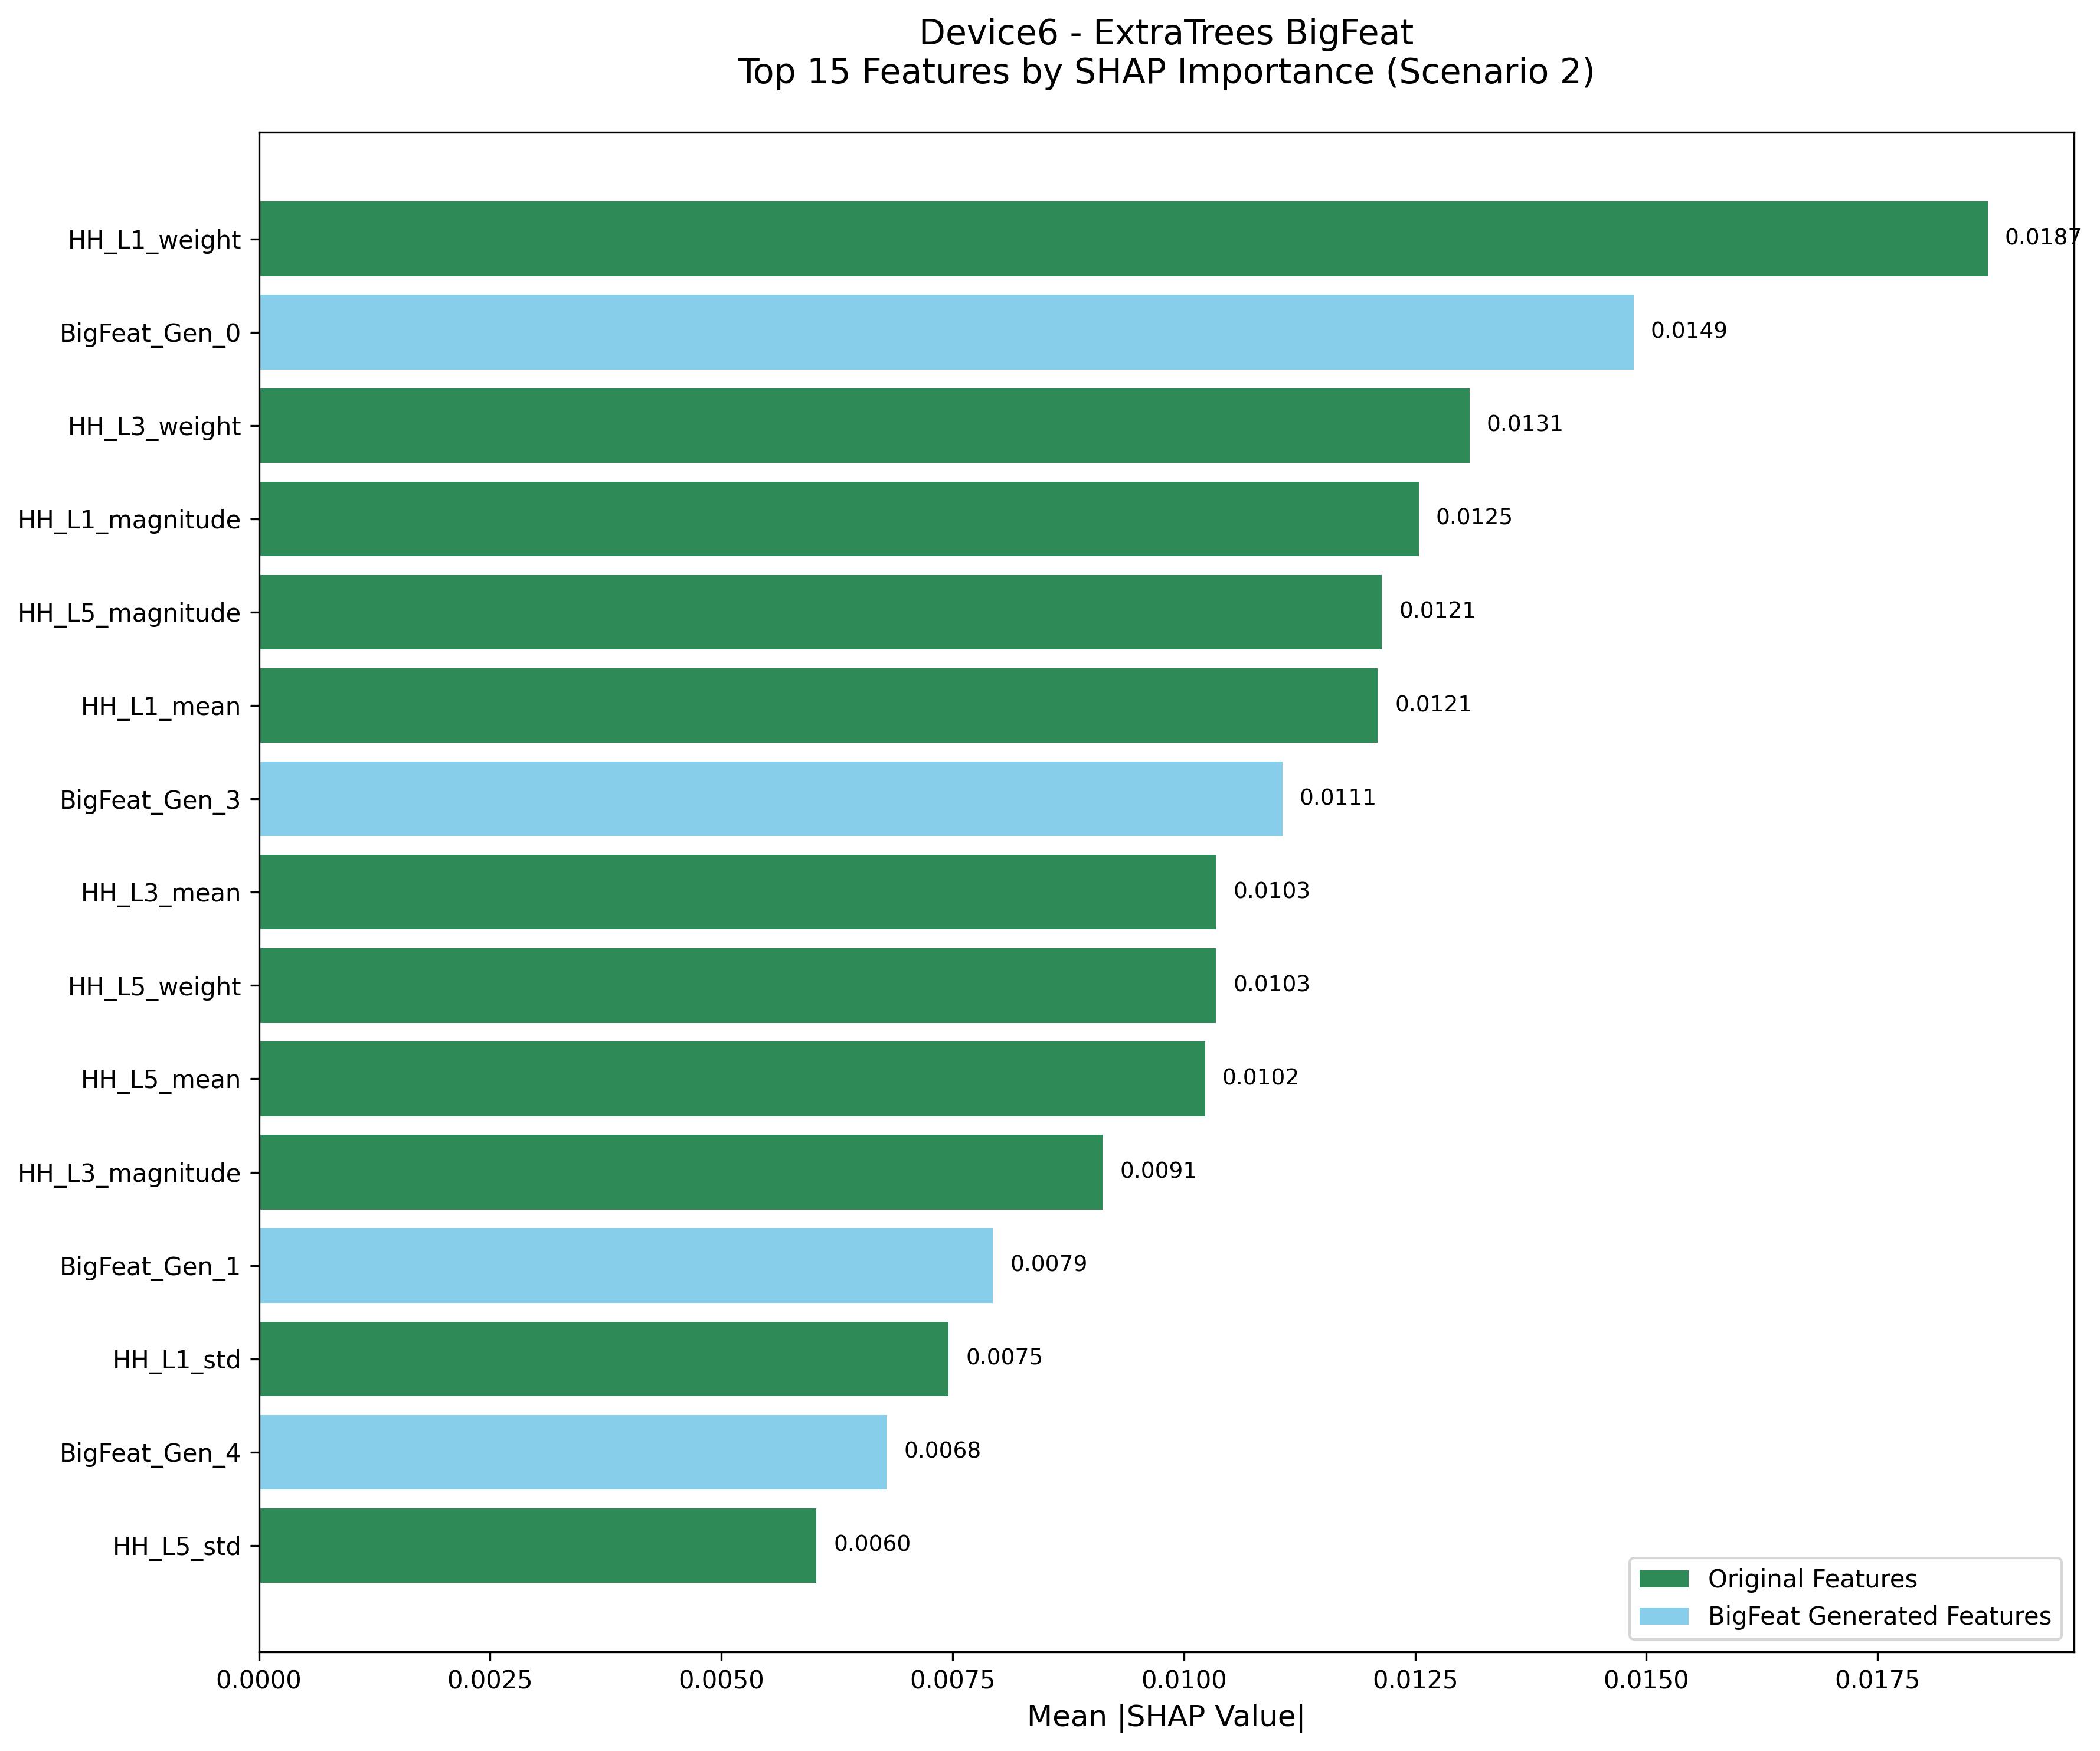 Device6 - ExtraTrees BigFeat
Top 15 Features by SHAP Importance (Scenario 2)
HH_L1_weight 0.0187
BigFeat_Gen_0 0.0149
HH_L3_weight 0.0131
HH_L1_magnitude 0.0125
HH_L5_magnitude 0.0121
HH_L1_mean 0.0121
BigFeat_Gen_3 0.0111
HH_L3_mean 0.0103
HH_L5_weight 0.0103
HH_L5_mean 0.0102
HH_L3_magnitude 0.0091
BigFeat_Gen_1 0.0079
HH_L1_std 0.0075
BigFeat_Gen_4 0.0068
HH_L5_std 0.0060
Original Features
BigFeat Generated Features
0.0000 0.0025 0.0050 0.0075 0.0100 0.0125 0.0150 0.0175
Mean |SHAP Value|